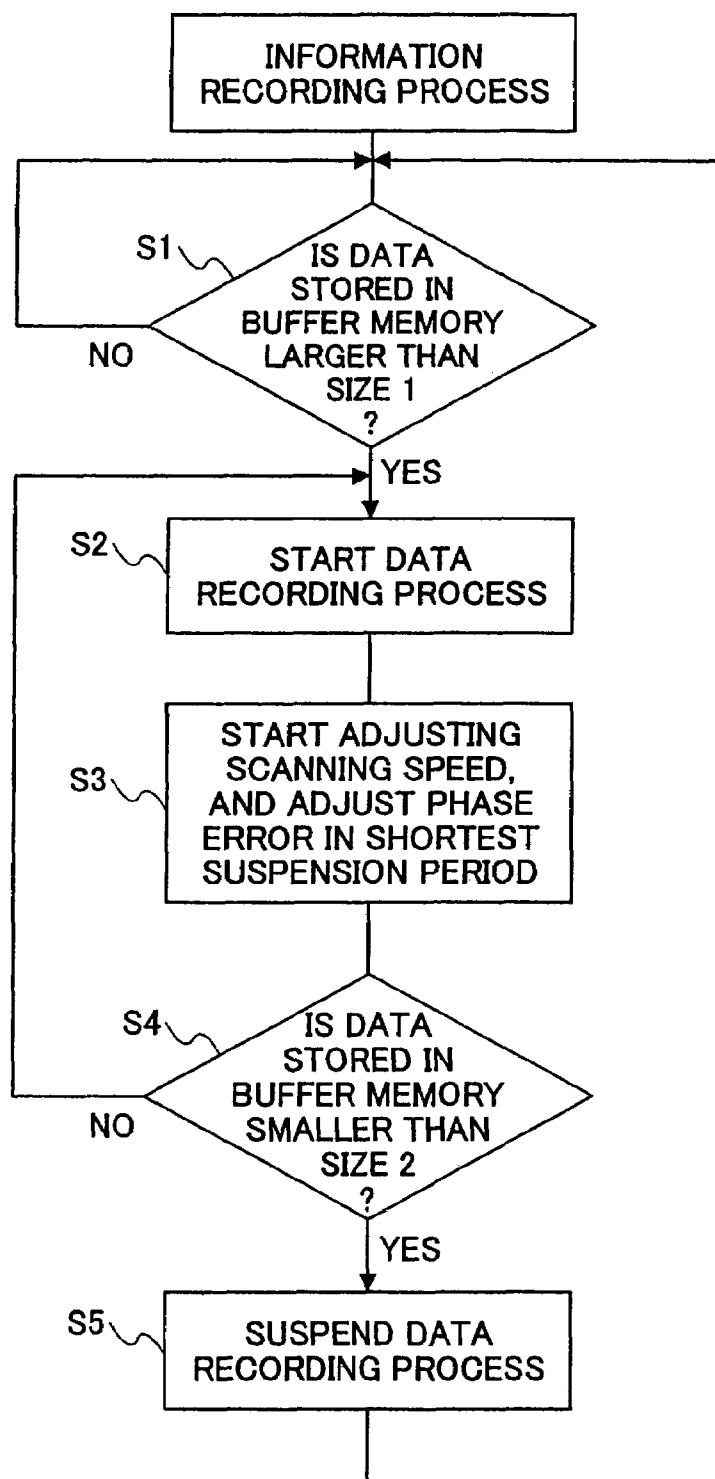 INFORMATION
RECORDING PROCESS
S1
IS DATA
STORED IN
BUFFER MEMORY
LARGER THAN
SIZE 1
?
NO
YES
S2
START DATA
RECORDING PROCESS
S3
START ADJUSTING
SCANNING SPEED,
AND ADJUST PHASE
ERROR IN SHORTEST
SUSPENSION PERIOD
S4
IS DATA
STORED IN
BUFFER MEMORY
SMALLER THAN
SIZE 2
?
NO
YES
S5
SUSPEND DATA
RECORDING PROCESS